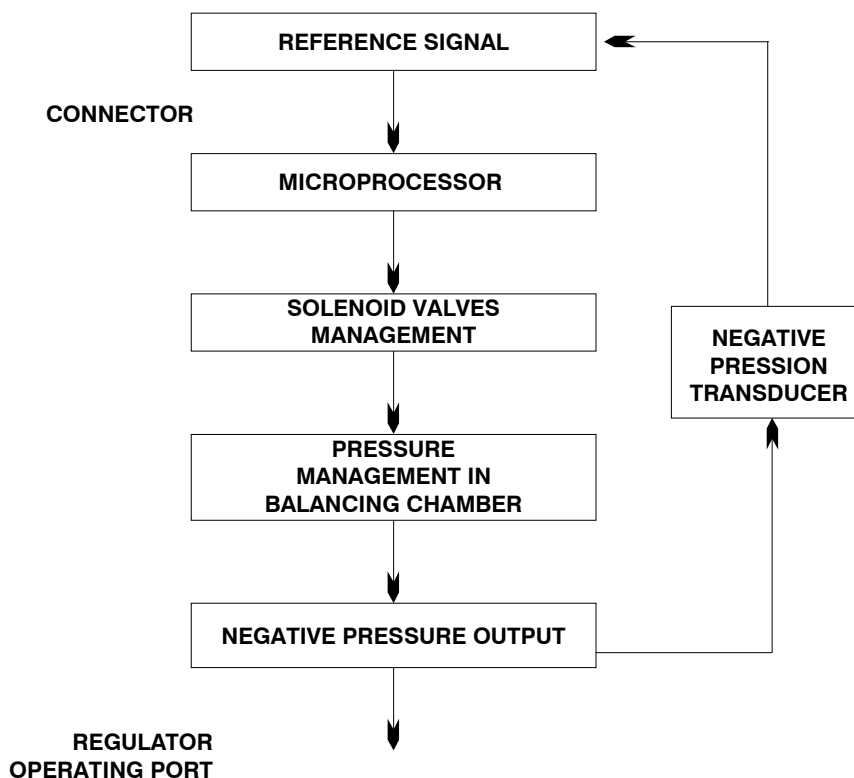 REFERENCE SIGNAL
CONNECTOR
MICROPROCESSOR
SOLENOID VALVES
MANAGEMENT
NEGATIVE
PRESSION
TRANSDUCER
PRESSURE
MANAGEMENT IN
BALANCING CHAMBER
NEGATIVE PRESSURE OUTPUT
REGULATOR
OPERATING PORT